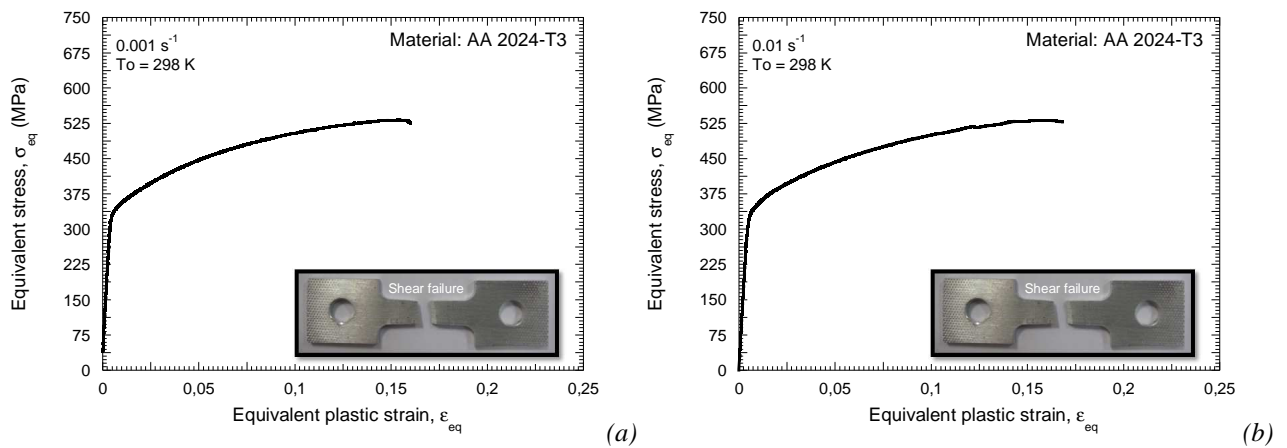 750
675
600
525
450
375
300
225
150
75
0
Equivalent stress, σeq (MPa)
0.001 s-1
To = 298 K
Material: AA 2024-T3
Shear failure
0 0,05 0,1 0,15 0,2 0,25
Equivalent plastic strain, εeq
(a)
750
675
600
525
450
375
300
225
150
75
0
Equivalent stress, σeq (MPa)
0.01 s-1
To = 298 K
Material: AA 2024-T3
Shear failure
0 0,05 0,1 0,15 0,2 0,25
Equivalent plastic strain, εeq
(b)